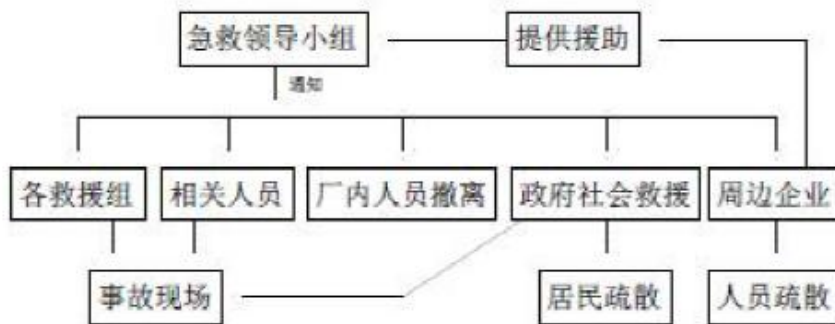 急救领导小组
提供援助
通知
各救援组
相关人员
厂内人员撤离
政府社会救援
周边企业
事故现场
居民疏散
人员疏散